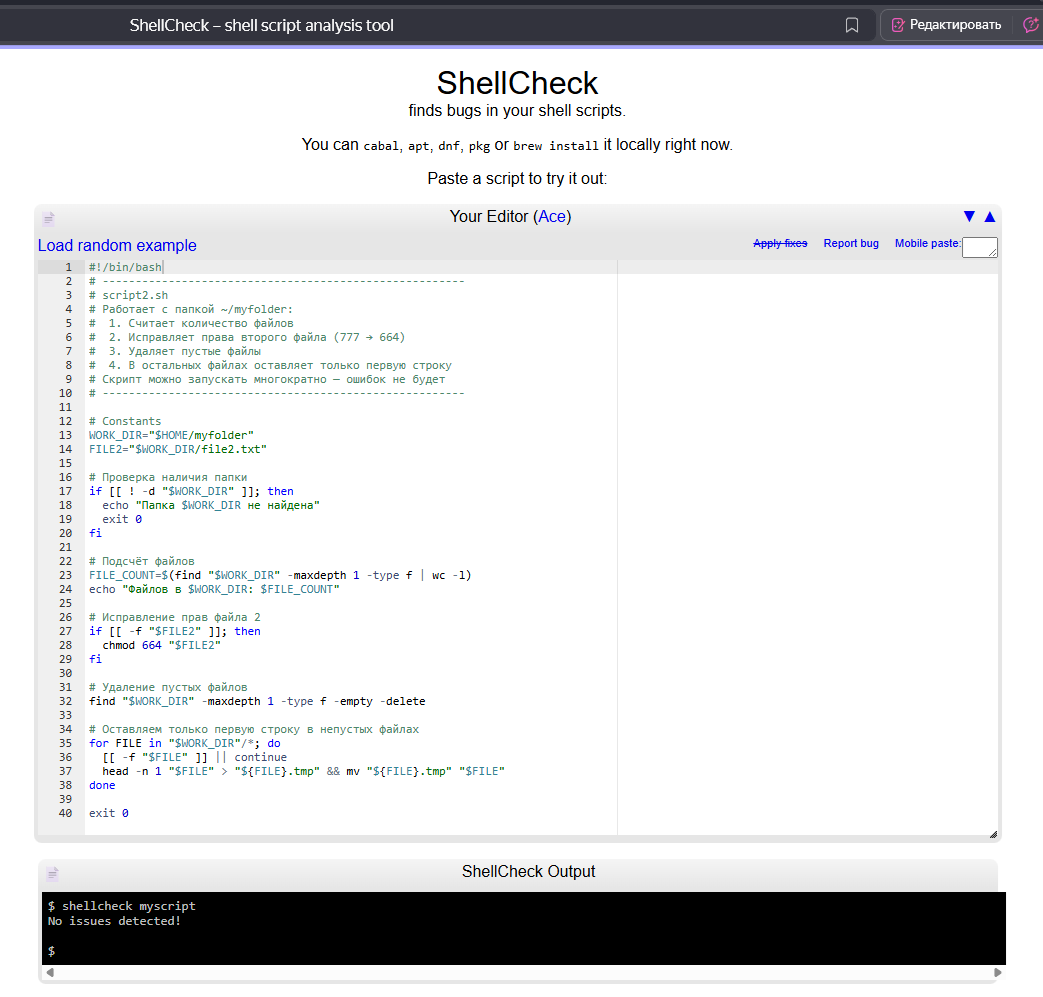 ShellCheck – shell script analysis tool
Редактировать
ShellCheck
finds bugs in your shell scripts.
You can cabal, apt, dnf, pkg or brew install it locally right now.
Paste a script to try it out:
Your Editor (Ace)
▼ ▲
Load random example
Apply fixes
Report bug
Mobile paste:
1 #!/bin/bash
2 # -------------------------------------------------------
3 # script2.sh
4 # Работает с папкой ~/myfolder:
5 #  1. Считает количество файлов
6 #  2. Исправляет права второго файла (777 → 664)
7 #  3. Удаляет пустые файлы
8 #  4. В остальных файлах оставляет только первую строку
9 # Скрипт можно запускать многократно — ошибок не будет
10 # -------------------------------------------------------
11
12 # Constants
13 WORK_DIR="$HOME/myfolder"
14 FILE2="$WORK_DIR/file2.txt"
15
16 # Проверка наличия папки
17 if [[ ! -d "$WORK_DIR" ]]; then
18   echo "Папка $WORK_DIR не найдена"
19   exit 0
20 fi
21
22 # Подсчёт файлов
23 FILE_COUNT=$(find "$WORK_DIR" -maxdepth 1 -type f | wc -l)
24 echo "Файлов в $WORK_DIR: $FILE_COUNT"
25
26 # Исправление прав файла 2
27 if [[ -f "$FILE2" ]]; then
28   chmod 664 "$FILE2"
29 fi
30
31 # Удаление пустых файлов
32 find "$WORK_DIR" -maxdepth 1 -type f -empty -delete
33
34 # Оставляем только первую строку в непустых файлах
35 for FILE in "$WORK_DIR"/*; do
36   [[ -f "$FILE" ]] || continue
37   head -n 1 "$FILE" > "${FILE}.tmp" && mv "${FILE}.tmp" "$FILE"
38 done
39
40 exit 0
ShellCheck Output
$ shellcheck myscript
No issues detected!
$